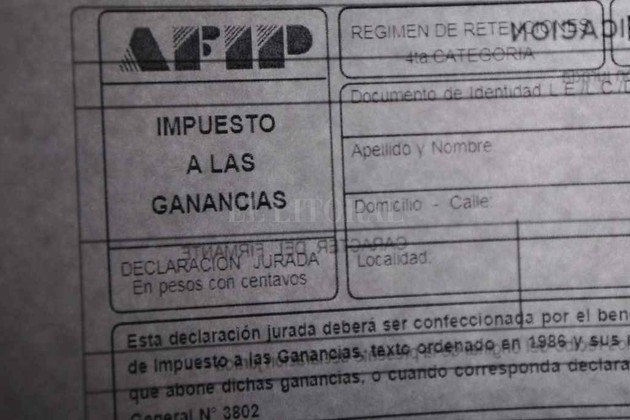 AFIP
IMPUESTO
A LAS
GANANCIAS
DECLARACION JURADA
En pesos con centavos
REGIMEN DE RETENCIONES
4ta CATEGORIA
Documento de Identidad L.E./L.C./D
Apellido y Nombre
Domicilio - Calle:
Localidad.
EL LITORAL
CARACTER DEL FIRMANTE
Esta declaración jurada deberá ser confeccionada por el ben
de Impuesto a las Ganancias, texto ordenado en 1986 y sus
que abone dichas ganancias, o cuando corresponda declara
General N° 3802